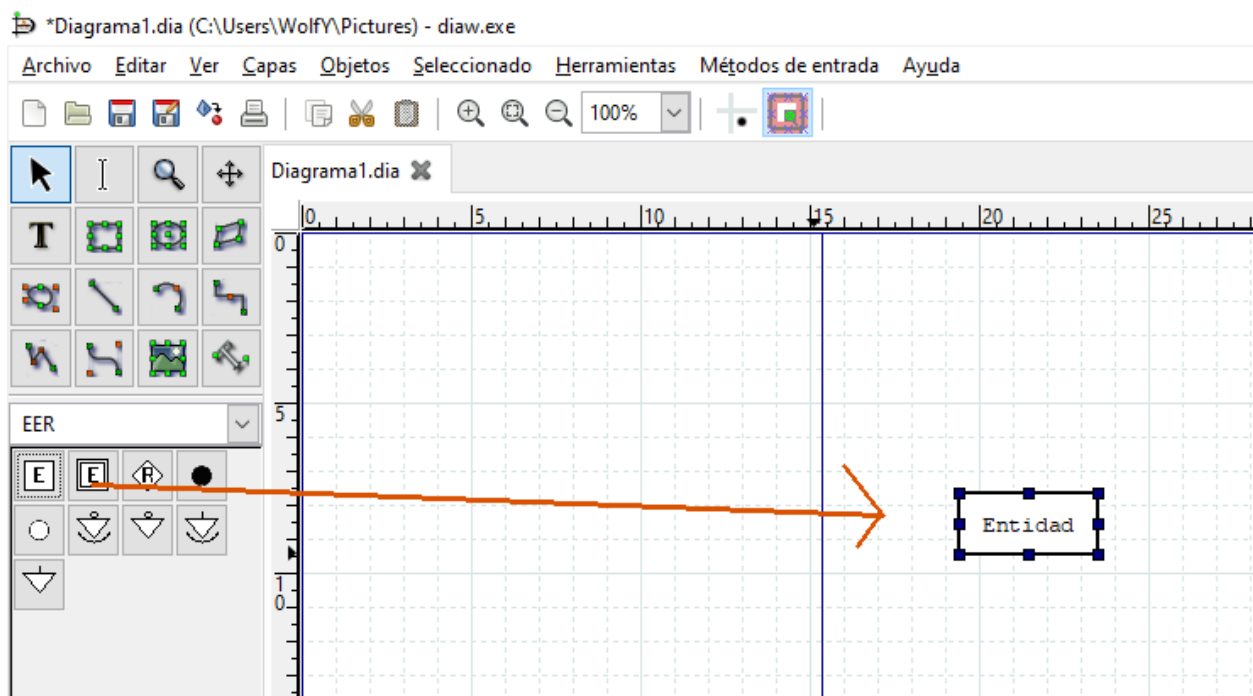 *Diagrama1.dia (C:\Users\WolfY\Pictures) - diaw.exe
Archivo Editar Ver Capas Objetos Seleccionado Herramientas Métodos de entrada Ayuda
100%
Diagrama1.dia
0 5 10 15 20 25
0
T
EER
5
E E R
Entidad
10